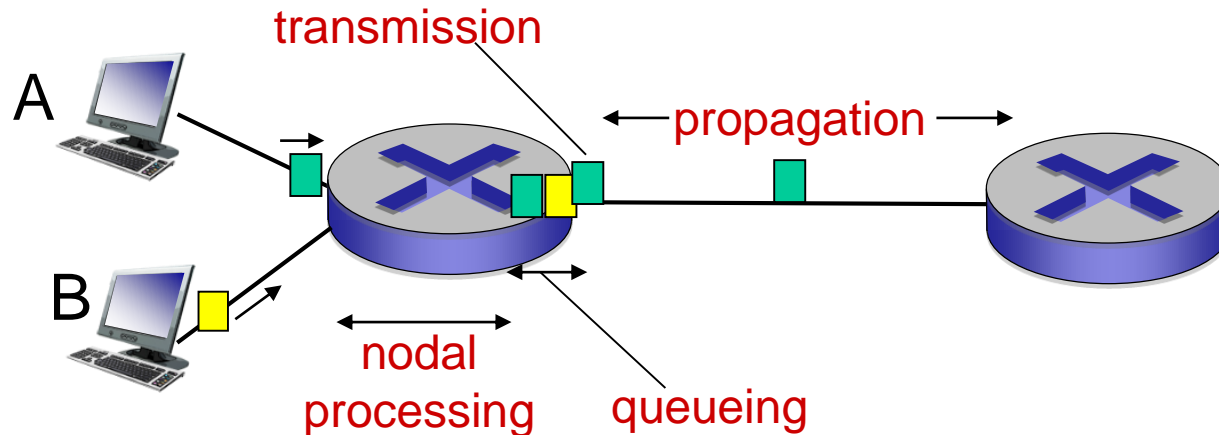 transmission
A
propagation
B
nodal
processing
queueing